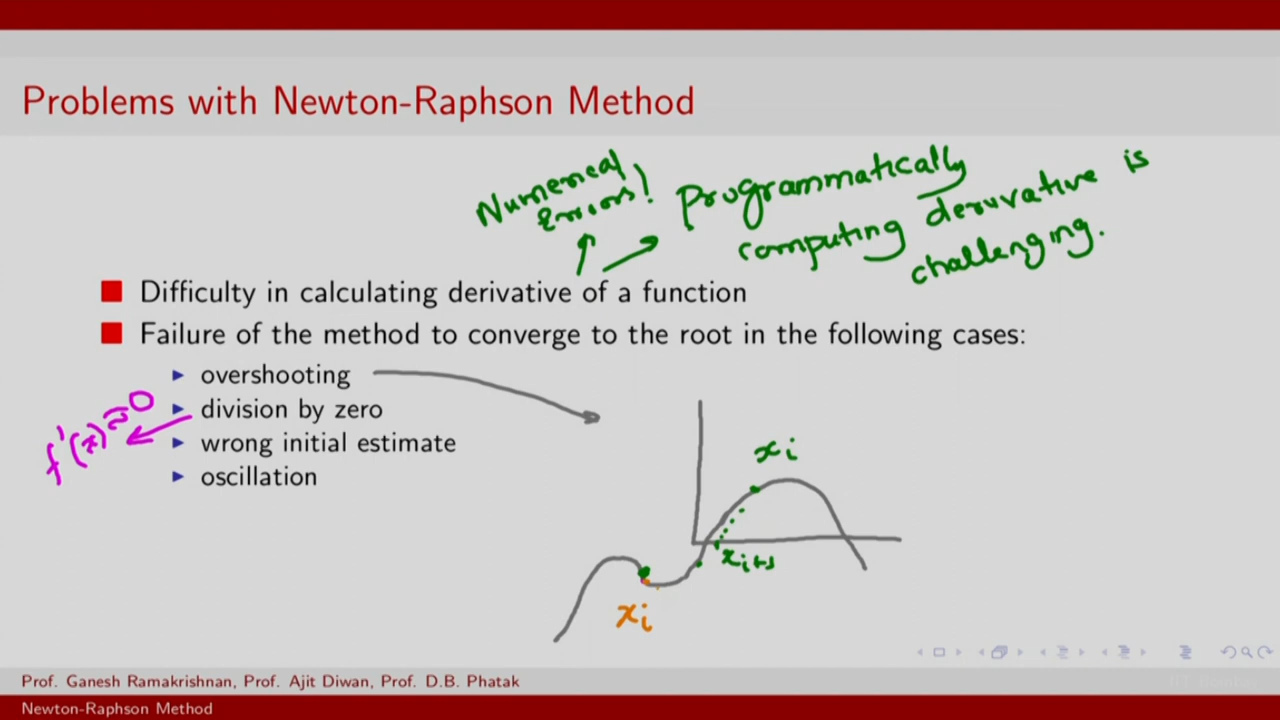 Problems with Newton-Raphson Method
Numerical
Errors!
Programmatically
computing derivative is
challenging.
■ Difficulty in calculating derivative of a function
■ Failure of the method to converge to the root in the following cases:
▶ overshooting
▶ division by zero
▶ wrong initial estimate
▶ oscillation
f'(x)≈0
xi
xi+1
xi
Prof. Ganesh Ramakrishnan, Prof. Ajit Diwan, Prof. D.B. Phatak
Newton-Raphson Method